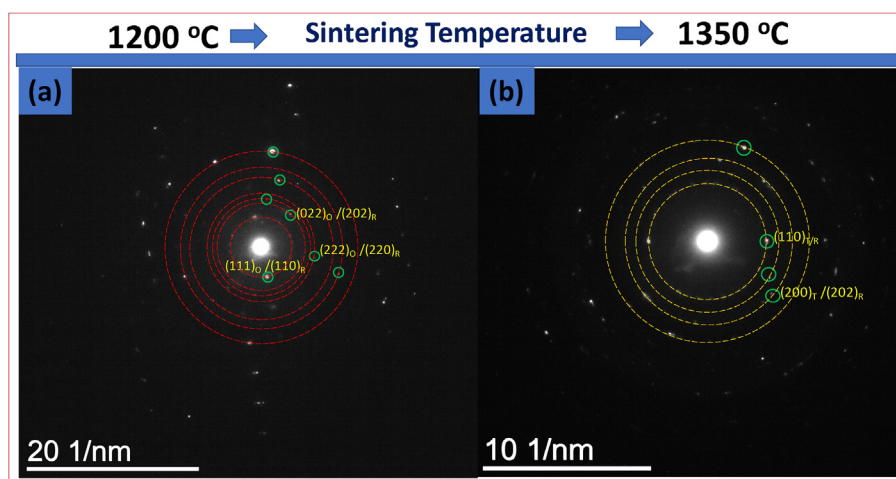 1200 °C Sintering Temperature 1350 °C
(a)
(022)O /(202)R
(222)O /(220)R
(111)O /(110)R
20 1/nm
(b)
(110)T/R
(200)T /(202)R
10 1/nm